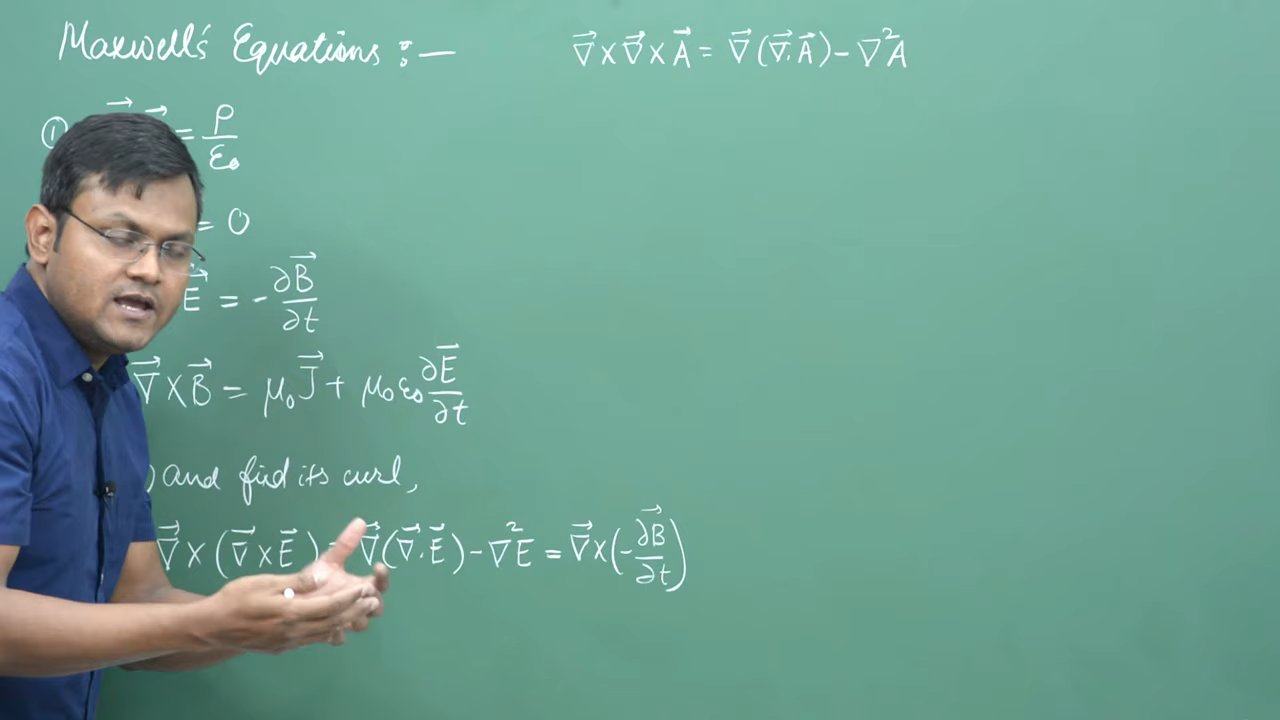 Maxwell's Equations :—
∇⃗×∇⃗×A⃗ = ∇⃗(∇⃗.A⃗) - ∇²A⃗
① = ρ/ε₀
= 0
E⃗ = -∂B⃗/∂t
∇⃗×B⃗ = μ₀J⃗ + μ₀ε₀ ∂E⃗/∂t
) and find its curl,
∇⃗×(∇⃗×E⃗) = ∇⃗(∇⃗.E⃗) - ∇²E = ∇⃗×(-∂B⃗/∂t)